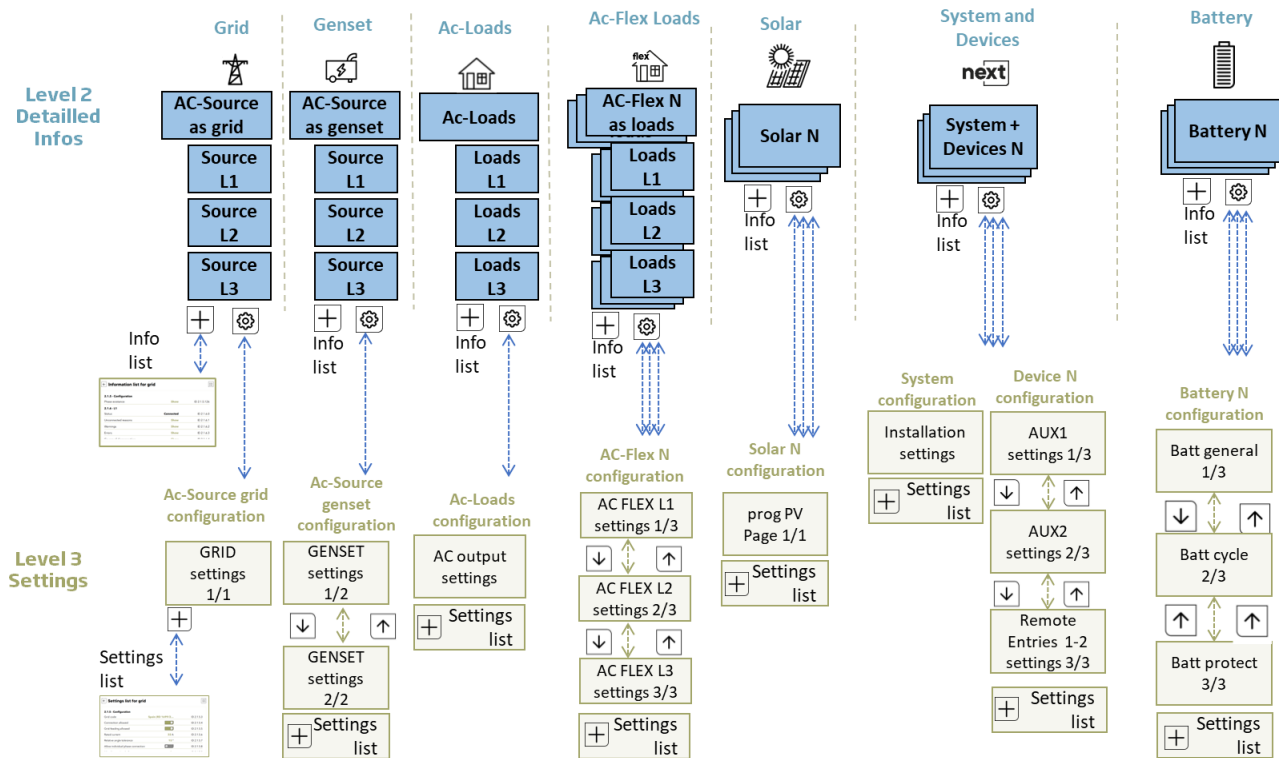 Grid
Genset
Ac-Loads
Ac-Flex Loads
Solar
System and
Devices
Battery
flex
next
Level 2
Detailled
Infos
AC-Source
as grid
Source
L1
Source
L2
Source
L3
Info
list
AC-Source
as genset
Source
L1
Source
L2
Source
L3
Info
list
Ac-Loads
Loads
L1
Loads
L2
Loads
L3
Info
list
AC-Flex N
as loads
Loads
L1
Loads
L2
Loads
L3
Info
list
Solar N
Info
list
System +
Devices N
Info
list
Battery N
Info
list
Information list for grid
Level 3
Settings
Ac-Source grid
configuration
GRID
settings
1/1
Settings
list
Settings list for grid
Ac-Source
genset
configuration
GENSET
settings
1/2
GENSET
settings
2/2
Settings
list
Ac-Loads
configuration
AC output
settings
Settings
list
AC-Flex N
configuration
AC FLEX L1
settings 1/3
AC FLEX L2
settings 2/3
AC FLEX L3
settings 3/3
Settings
list
Solar N
configuration
prog PV
Page 1/1
Settings
list
System
configuration
Installation
settings
Settings
list
Device N
configuration
AUX1
settings 1/3
AUX2
settings 2/3
Remote
Entries 1-2
settings 3/3
Settings
list
Battery N
configuration
Batt general
1/3
Batt cycle
2/3
Batt protect
3/3
Settings
list